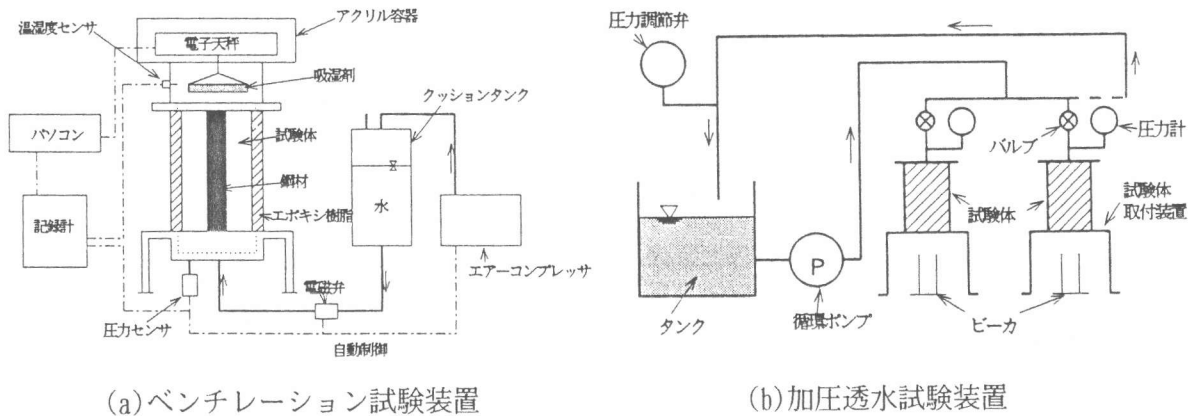 アクリル容器
温湿度センサ
電子天秤
吸湿剤
クッションタンク
パソコン
試験体
鋼材
水
記録計
エポキシ樹脂
エアーコンプレッサ
電磁弁
圧力センサ
自動制御
(a)ベンチレーション試験装置
圧力調節弁
バルブ
圧力計
試験体
試験体
取付装置
P
タンク
循環ポンプ
ビーカ
(b)加圧透水試験装置